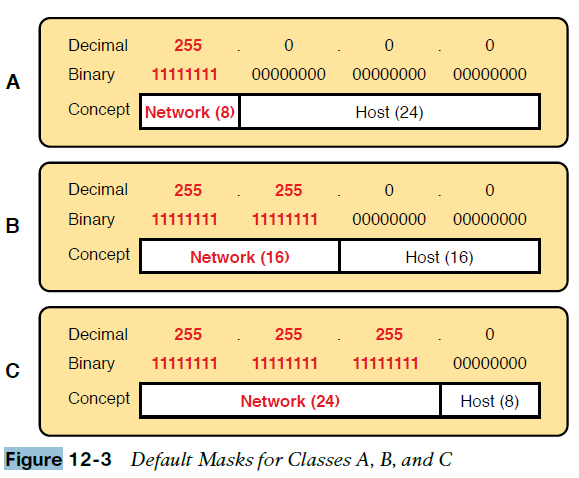 Decimal 255 . 0 . 0 . 0
A
Binary 11111111 00000000 00000000 00000000
Concept Network (8) Host (24)
Decimal 255 . 255 . 0 . 0
B
Binary 11111111 11111111 00000000 00000000
Concept Network (16) Host (16)
Decimal 255 . 255 . 255 . 0
C
Binary 11111111 11111111 11111111 00000000
Concept Network (24) Host (8)
Figure 12-3 Default Masks for Classes A, B, and C